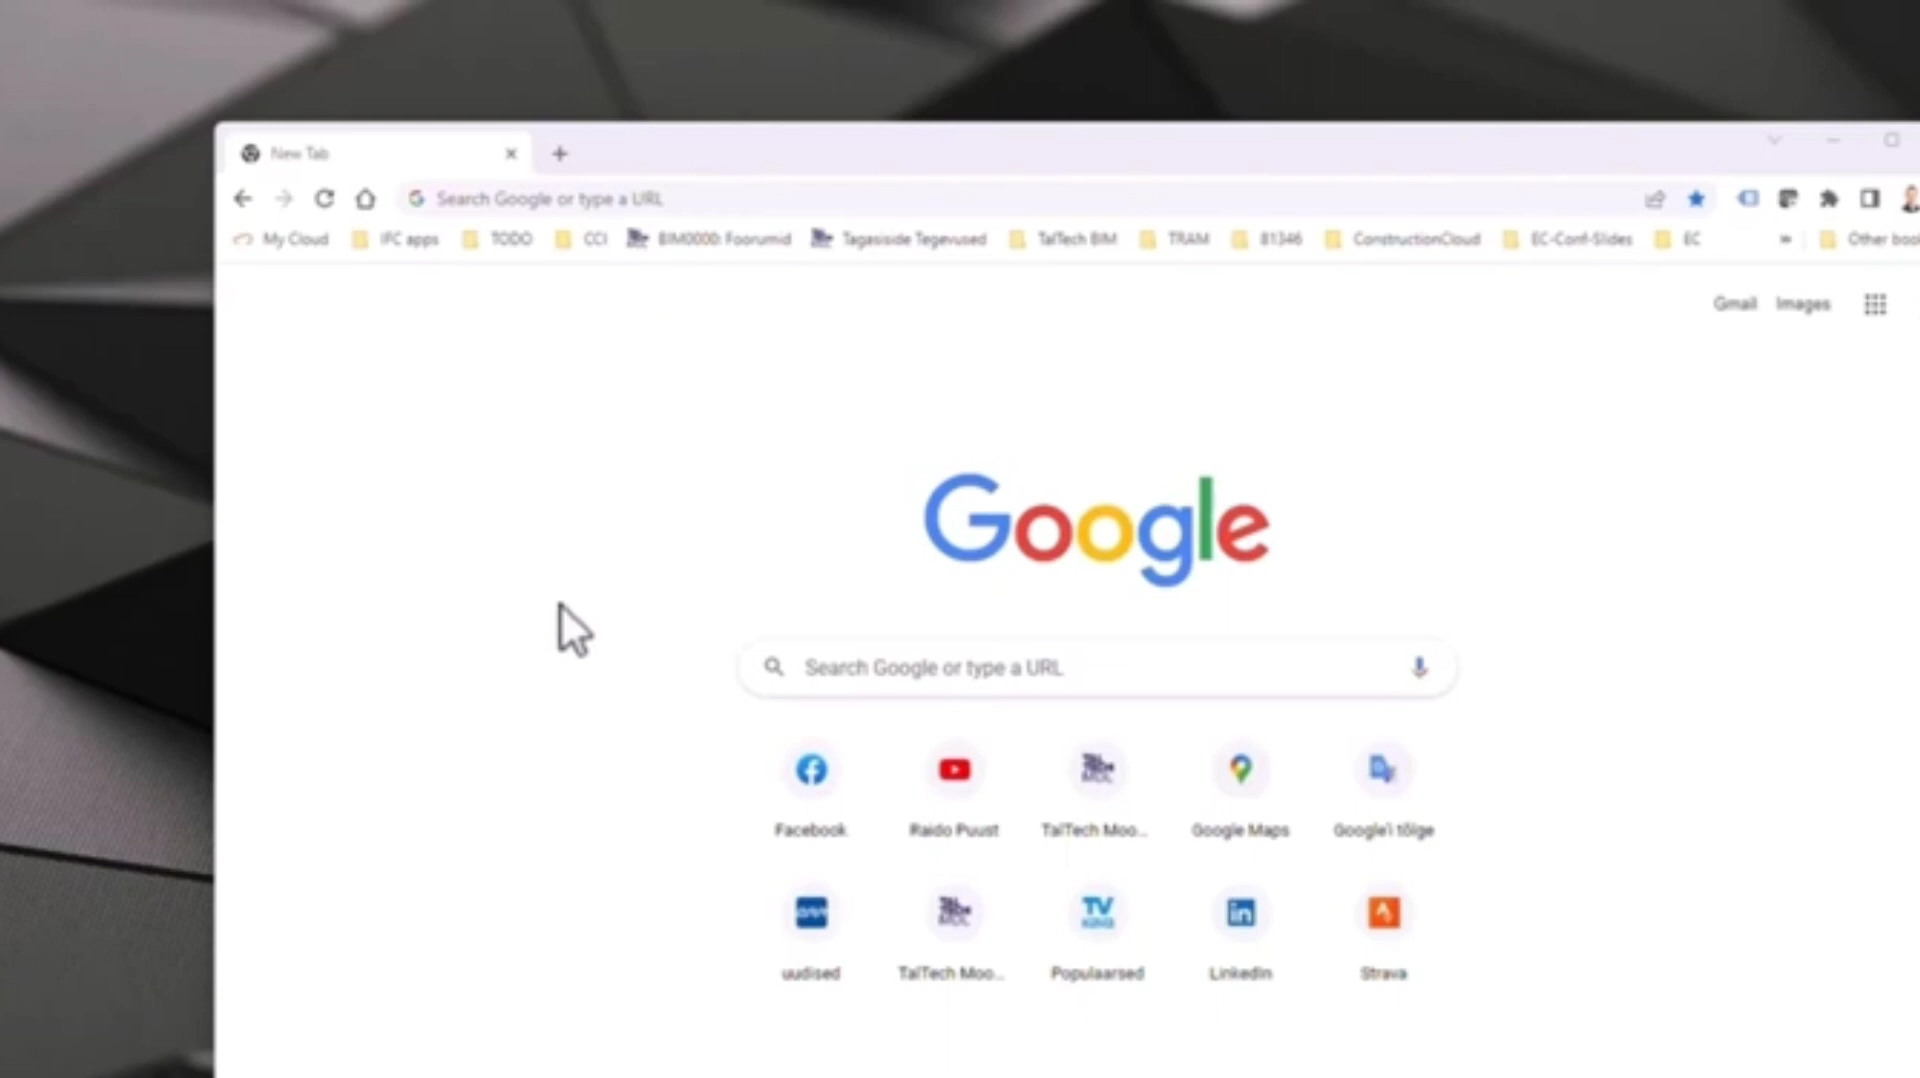 New Tab
Search Google or type a URL
My Cloud IFC apps TODO CCI BIM0000: Foorumid Tagasiside Tegevused TalTech BIM TRAM 81346 ConstructionCloud EC-Conf-Slides EC » Other
Gmail Images
Google
Search Google or type a URL
Facebook Raido Puust TalTech Moo... Google Maps Google'i tõlge
TV
in
uudised TalTech Moo... Populaarsed LinkedIn Strava